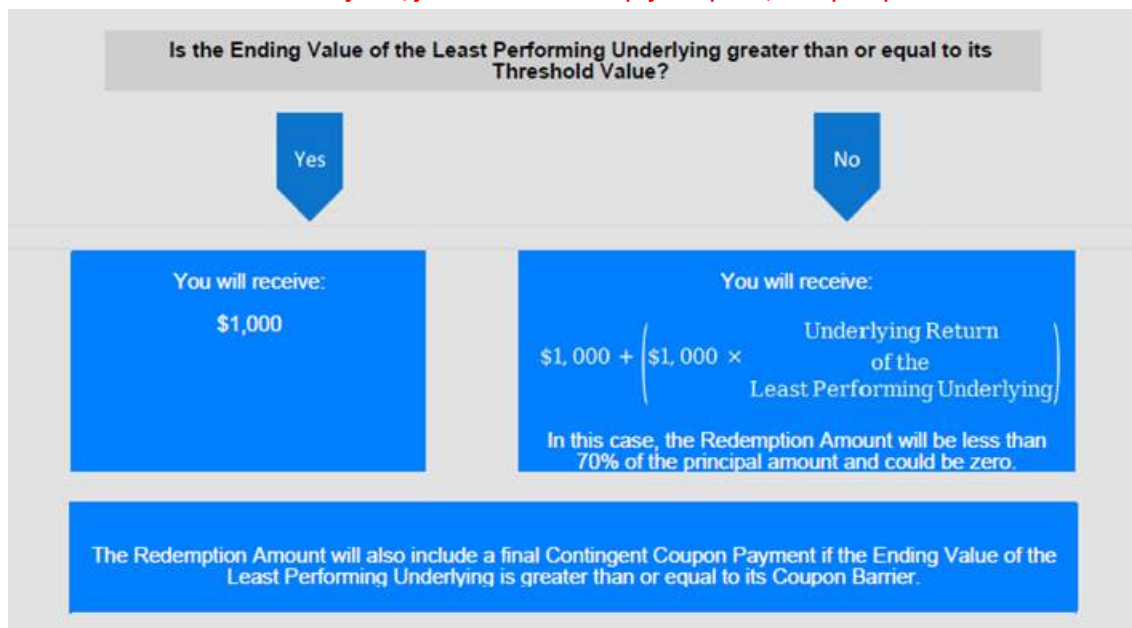 Is the Ending Value of the Least Performing Underlying greater than or equal to its
Threshold Value?
Yes
No
You will receive:
$1,000
You will receive:
$1, 000 + ($1, 000 × Underlying Return
of the
Least Performing Underlying)
In this case, the Redemption Amount will be less than
70% of the principal amount and could be zero.
The Redemption Amount will also include a final Contingent Coupon Payment if the Ending Value of the
Least Performing Underlying is greater than or equal to its Coupon Barrier.